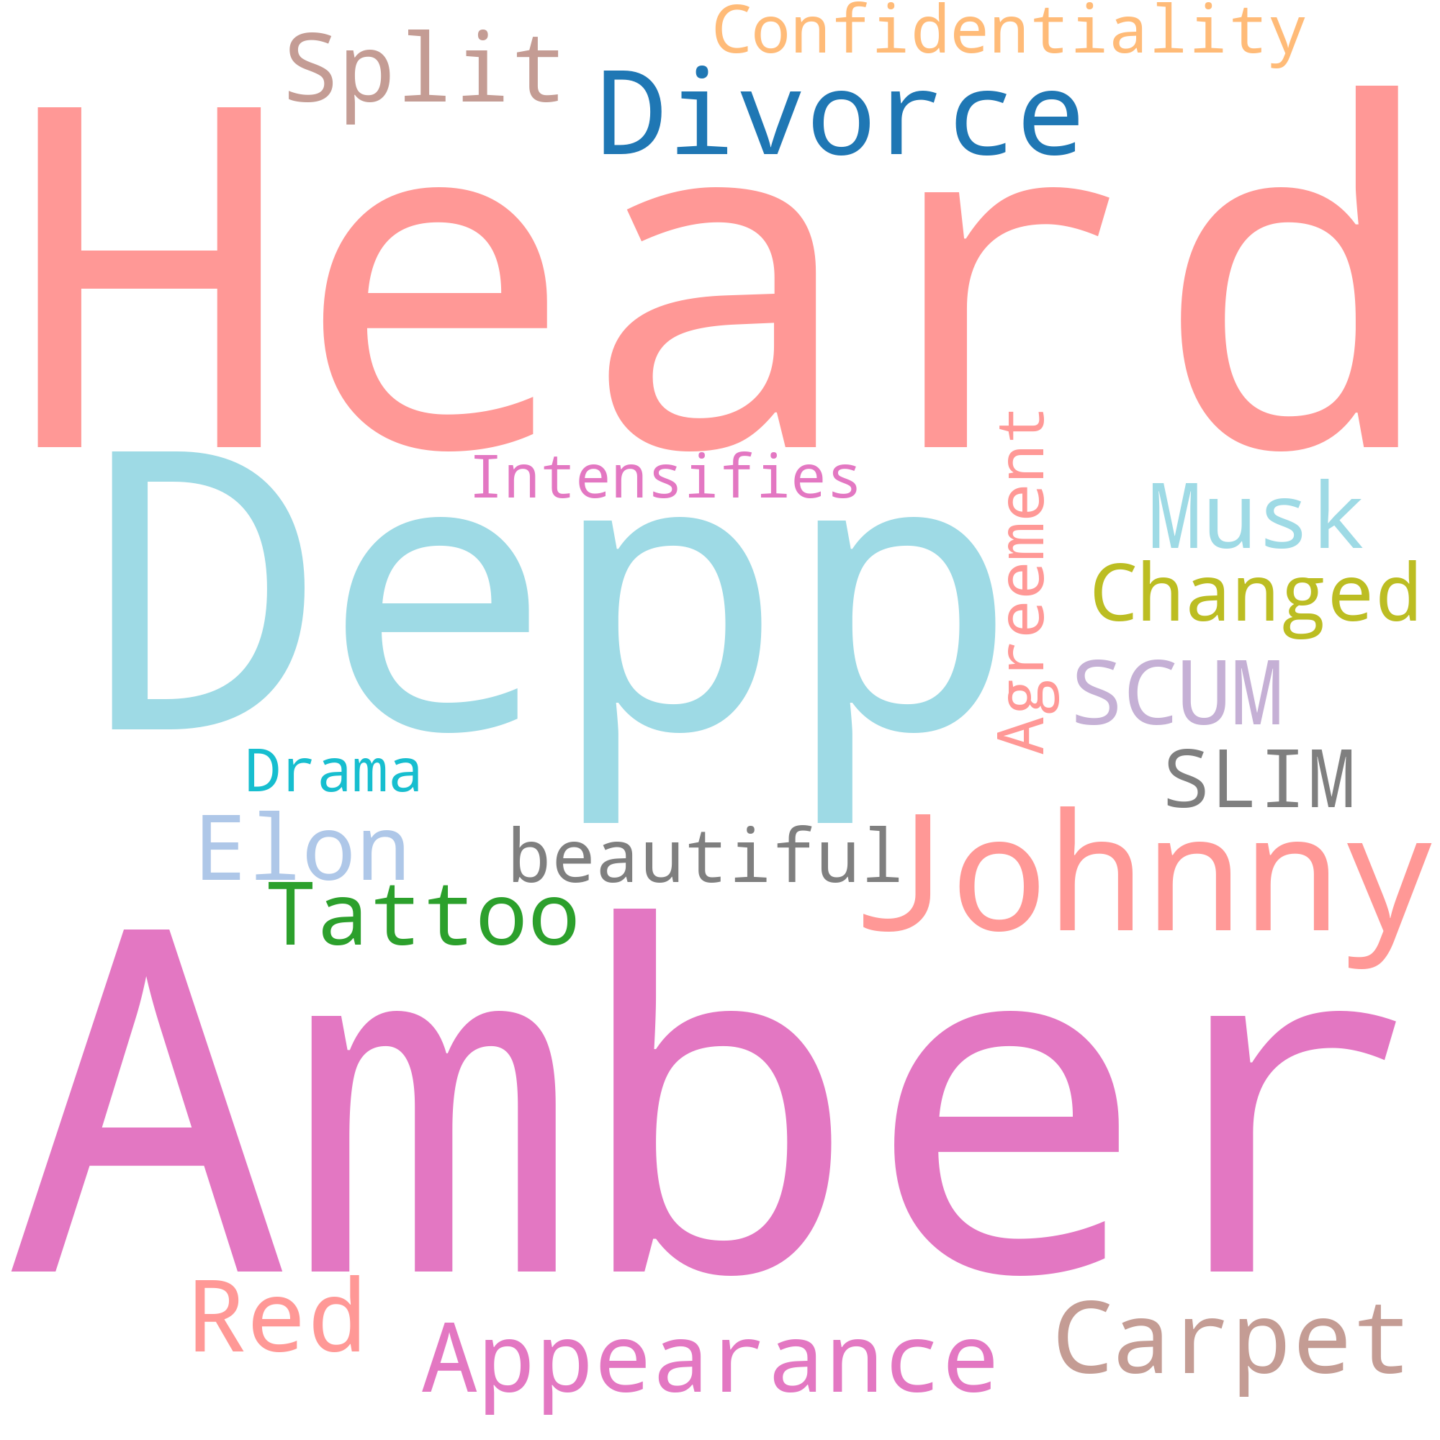 Confidentiality
Split
Divorce
Heard
Intensifies
Agreement
Musk
Depp
Changed
SCUM
Drama
SLIM
Elon
beautiful
Johnny
Tattoo
Amber
Red
Appearance
Carpet